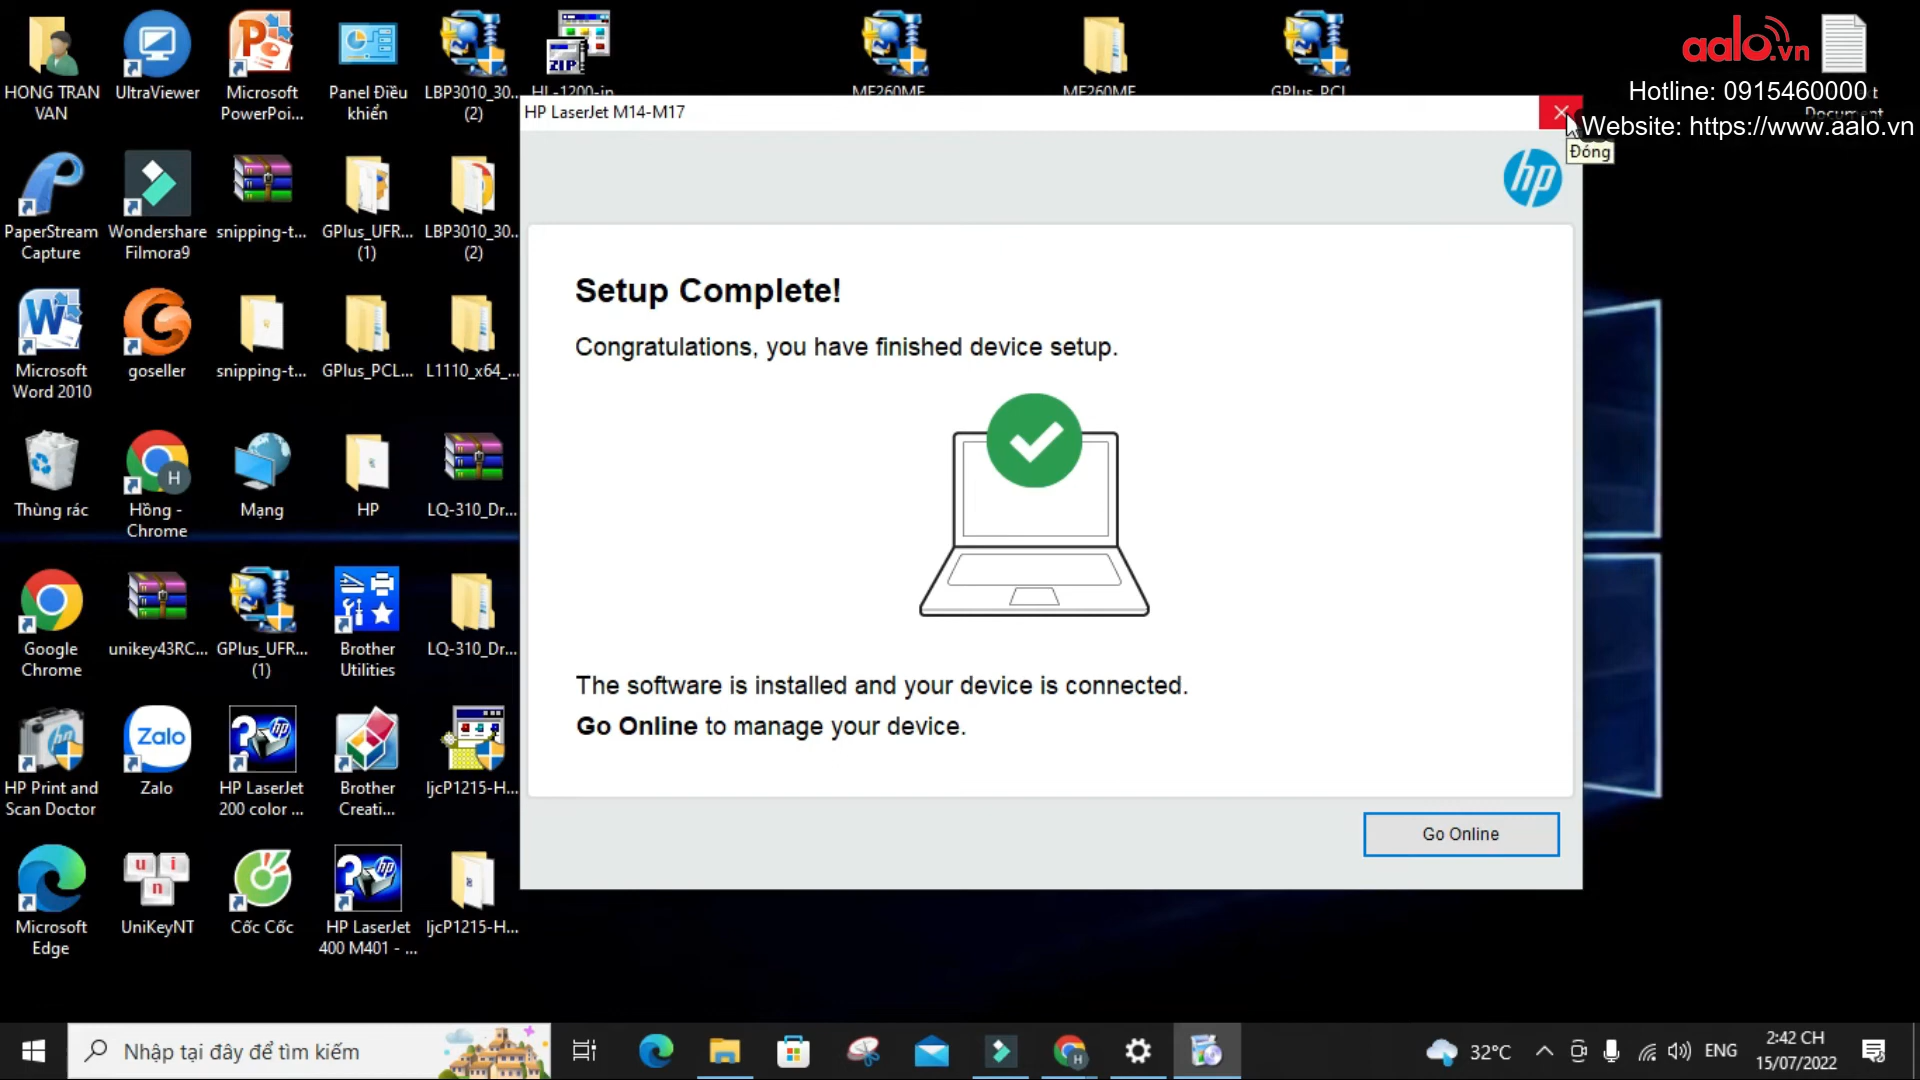 HONG TRAN
VAN
UltraViewer
Microsoft
PowerPoi...
Panel Điều
khiển
LBP3010_30...
(2)
HL-1200-in
MF260MF
MF260MF
GPlus_PCL
aalo.vn
Hotline: 0915460000
Website: https://www.aalo.vn
Document
Đóng
HP LaserJet M14-M17
hp
PaperStream
Capture
Wondershare
Filmora9
snipping-t...
GPlus_UFR...
(1)
LBP3010_30...
(2)
Setup Complete!
Congratulations, you have finished device setup.
Microsoft
Word 2010
goseller
snipping-t...
GPlus_PCL...
L1110_x64_...
Thùng rác
Hồng -
Chrome
Mạng
HP
LQ-310_Dr...
Google
Chrome
unikey43RC...
GPlus_UFR...
(1)
Brother
Utilities
LQ-310_Dr...
The software is installed and your device is connected.
Go Online to manage your device.
HP Print and
Scan Doctor
Zalo
Zalo
HP LaserJet
200 color ...
Brother
Creati...
ljcP1215-H...
Go Online
Microsoft
Edge
UniKeyNT
Cốc Cốc
HP LaserJet
400 M401 - ...
ljcP1215-H...
Nhập tại đây để tìm kiếm
32°C
ENG
2:42 CH
15/07/2022